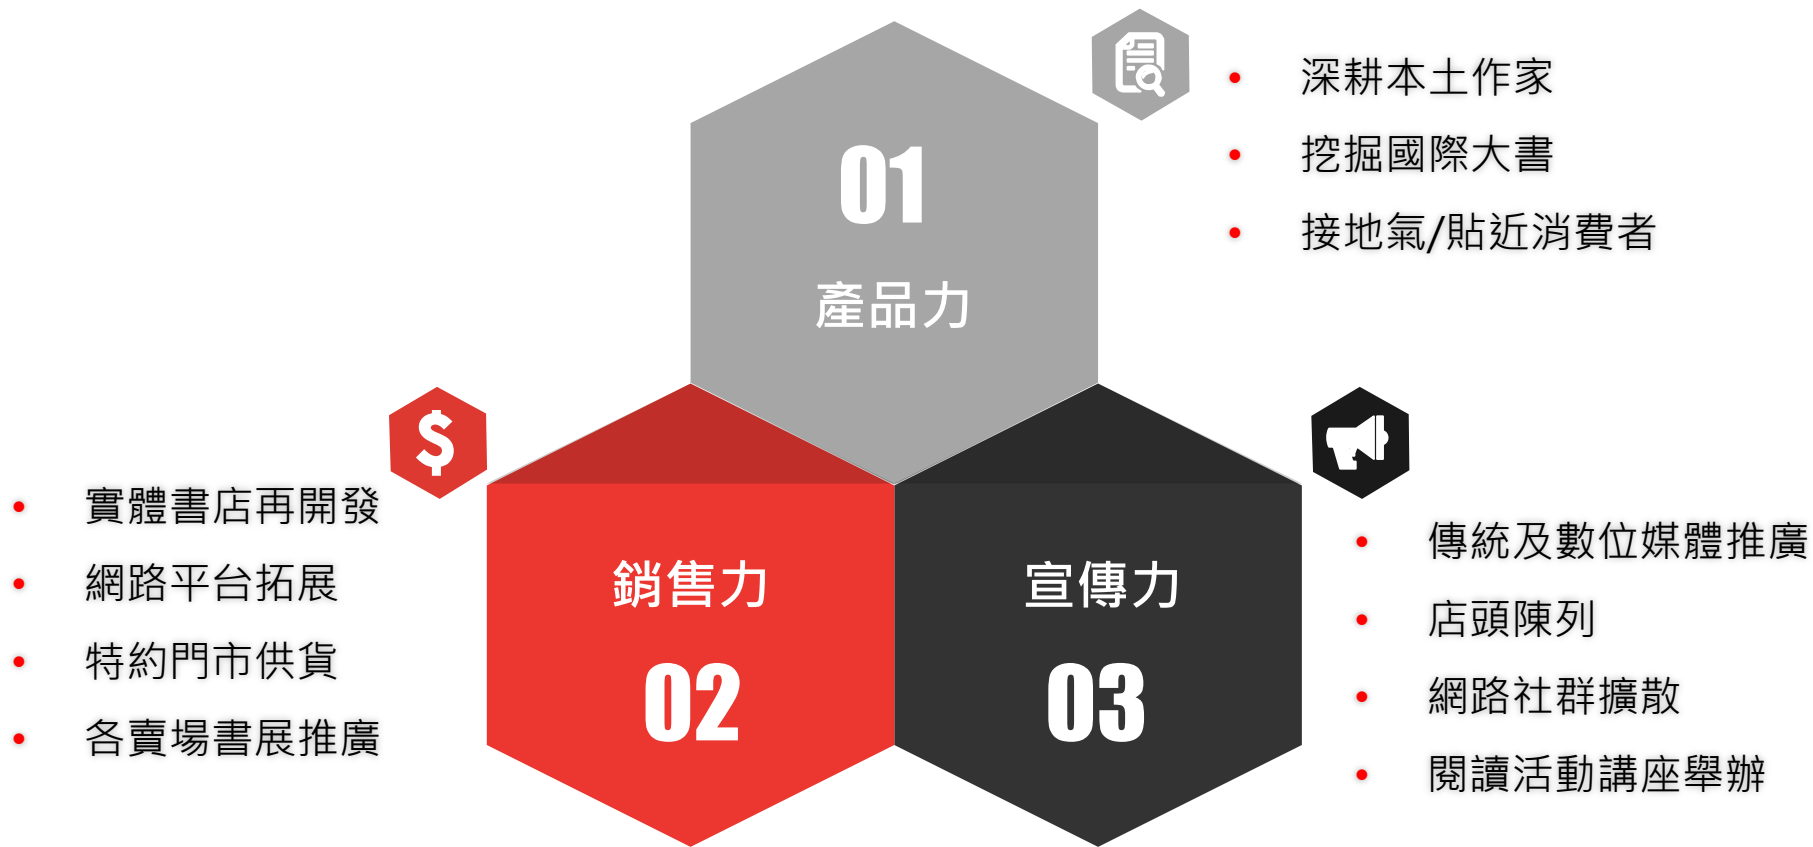 01
產品力
深耕本土作家
挖掘國際大書
接地氣/貼近消費者
$
銷售力
02
實體書店再開發
網路平台拓展
特約門市供貨
各賣場書展推廣
宣傳力
03
傳統及數位媒體推廣
店頭陳列
網路社群擴散
閱讀活動講座舉辦